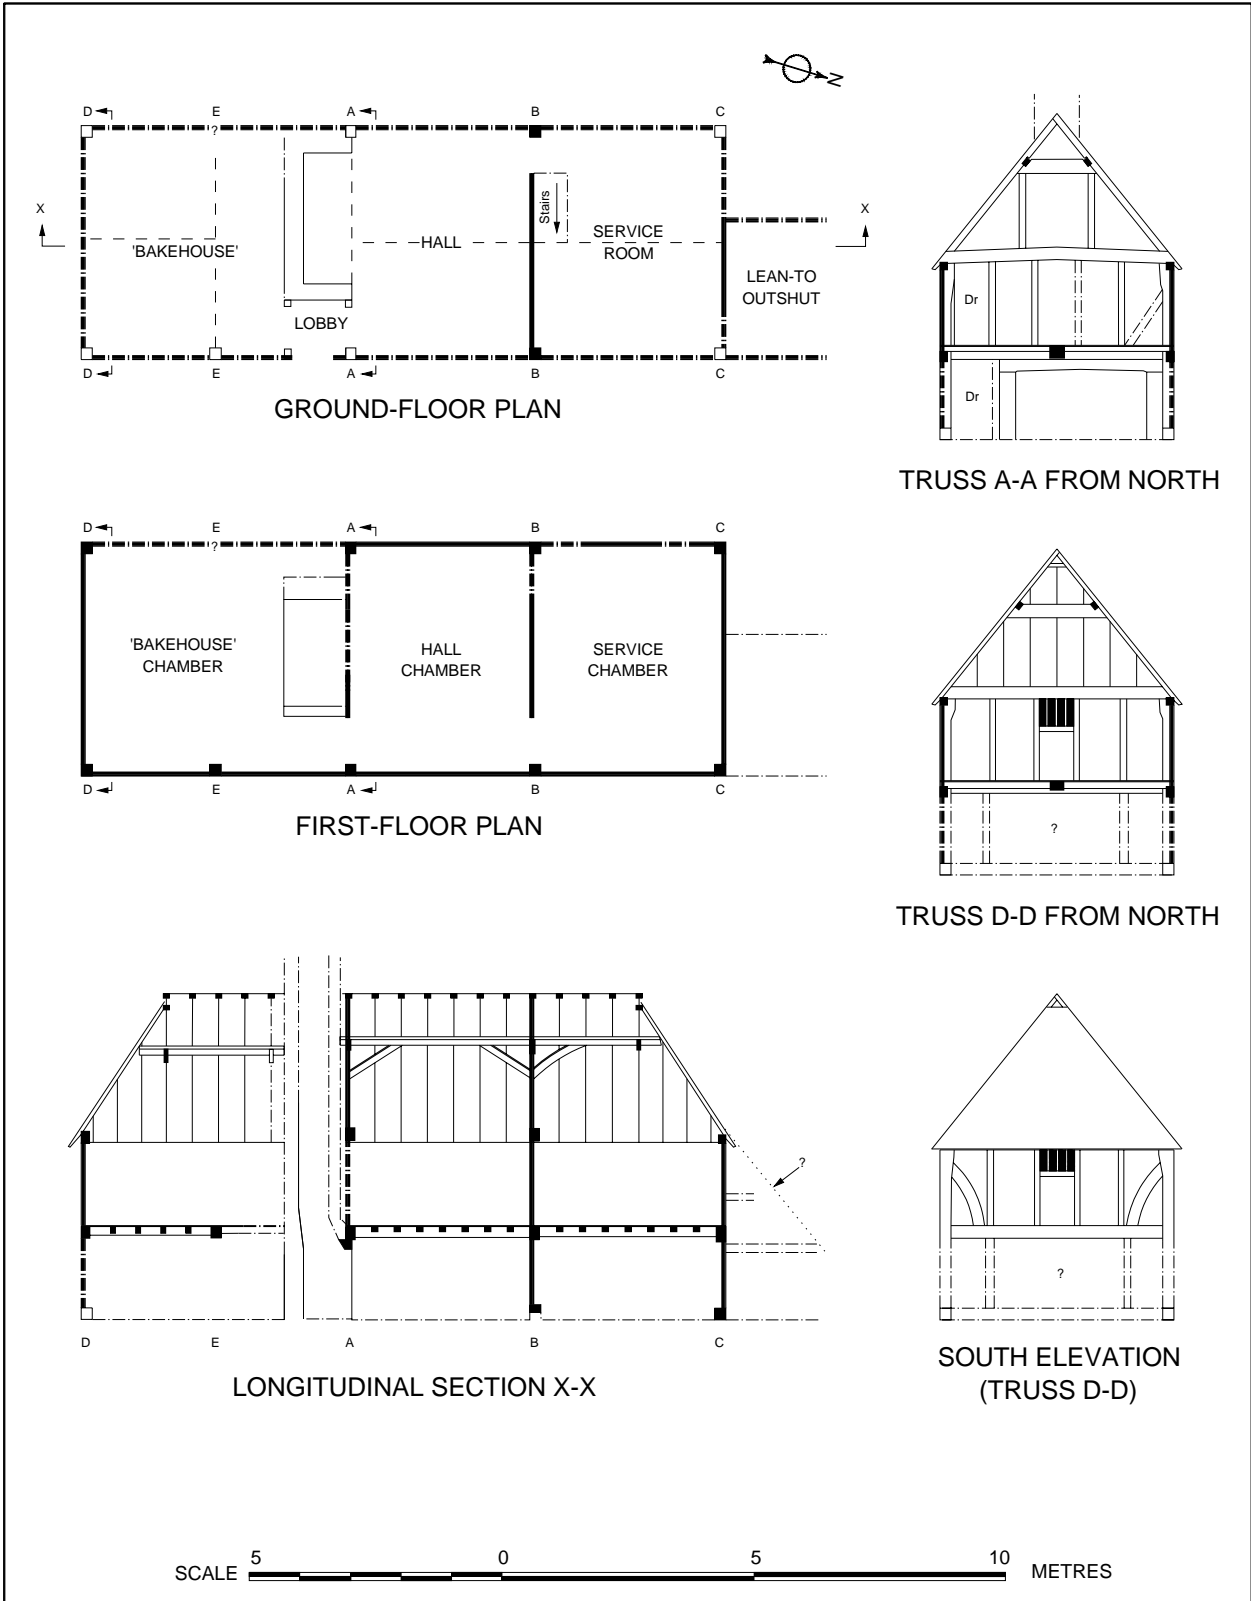 N
D E A B C
?
X X
Stairs
'BAKEHOUSE'
HALL
SERVICE
ROOM
LEAN-TO
OUTSHUT
LOBBY
D E A B C
GROUND-FLOOR PLAN
Dr
Dr
TRUSS A-A FROM NORTH
D E A B C
?
'BAKEHOUSE'
CHAMBER
HALL
CHAMBER
SERVICE
CHAMBER
D E A B C
FIRST-FLOOR PLAN
?
TRUSS D-D FROM NORTH
?
D E A B C
LONGITUDINAL SECTION X-X
?
SOUTH ELEVATION
(TRUSS D-D)
5 0 5 10
SCALE METRES